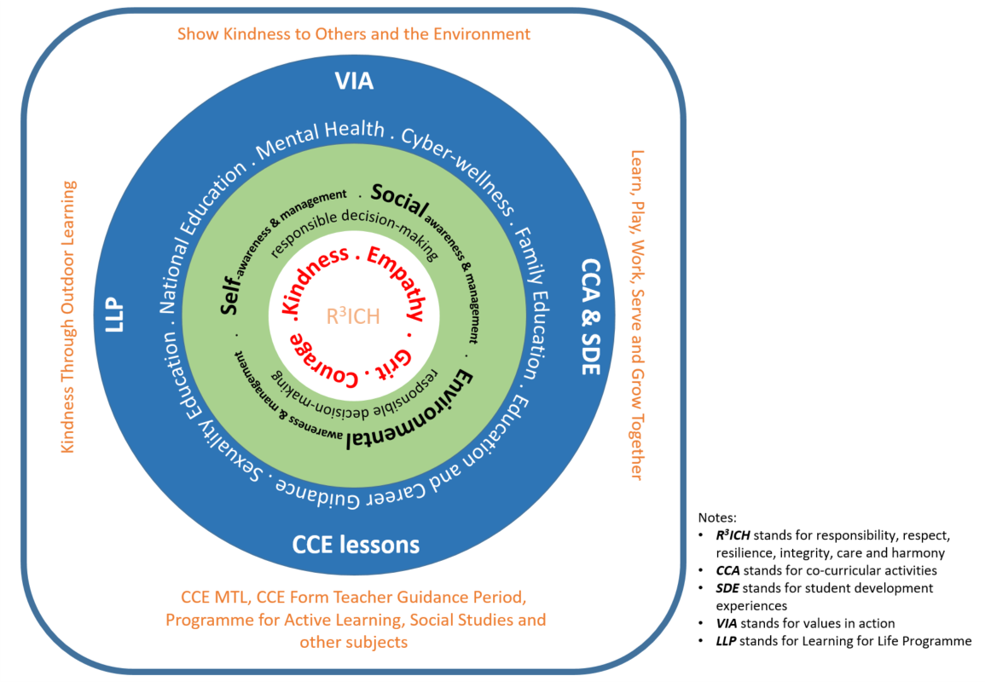 Show Kindness to Others and the Environment
VIA
National Education . Mental Health . Cyber-wellness . Family Education . Education and Career Guidance . Sexuality Education .
Self-awareness & management . Social awareness & management . Environmental awareness & management .
responsible decision-making
responsible decision-making
Kindness . Empathy . Grit . Courage .
R³ICH
LLP
CCA & SDE
CCE lessons
Kindness Through Outdoor Learning
Learn, Play, Work, Serve and Grow Together
CCE MTL, CCE Form Teacher Guidance Period,
Programme for Active Learning, Social Studies and
other subjects
Notes:
• R³ICH stands for responsibility, respect,
resilience, integrity, care and harmony
• CCA stands for co-curricular activities
• SDE stands for student development
experiences
• VIA stands for values in action
• LLP stands for Learning for Life Programme